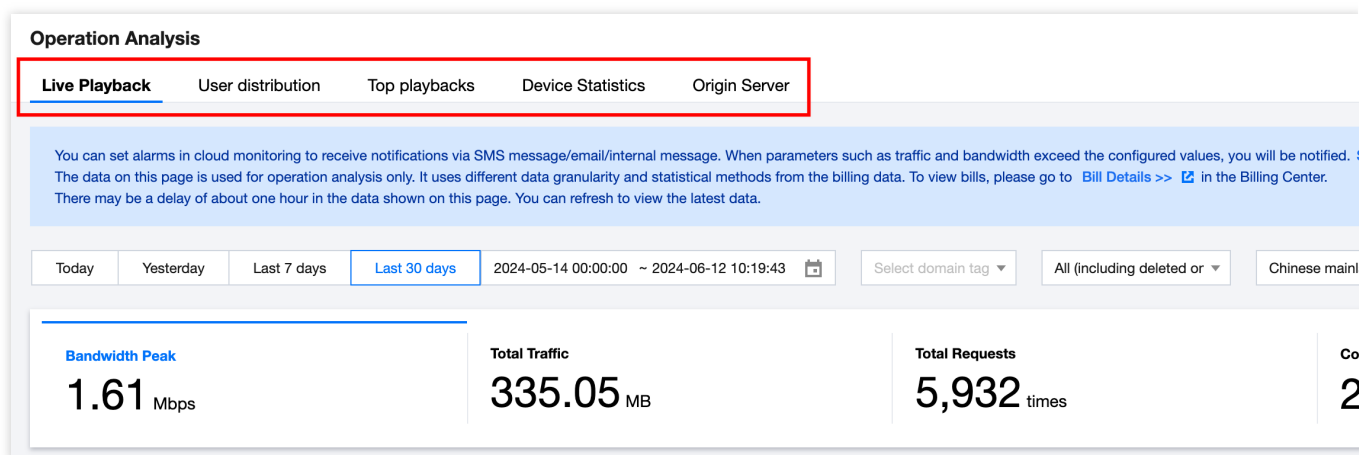 Operation Analysis
Live Playback User distribution Top playbacks Device Statistics Origin Server
You can set alarms in cloud monitoring to receive notifications via SMS message/email/internal message. When parameters such as traffic and bandwidth exceed the configured values, you will be notified.
The data on this page is used for operation analysis only. It uses different data granularity and statistical methods from the billing data. To view bills, please go to Bill Details >> in the Billing Center.
There may be a delay of about one hour in the data shown on this page. You can refresh to view the latest data.
Today Yesterday Last 7 days Last 30 days 2024-05-14 00:00:00 ~ 2024-06-12 10:19:43 Select domain tag All (including deleted or Chinese mainl
Bandwidth Peak Total Traffic Total Requests Co
1.61 Mbps 335.05 MB 5,932 times 2